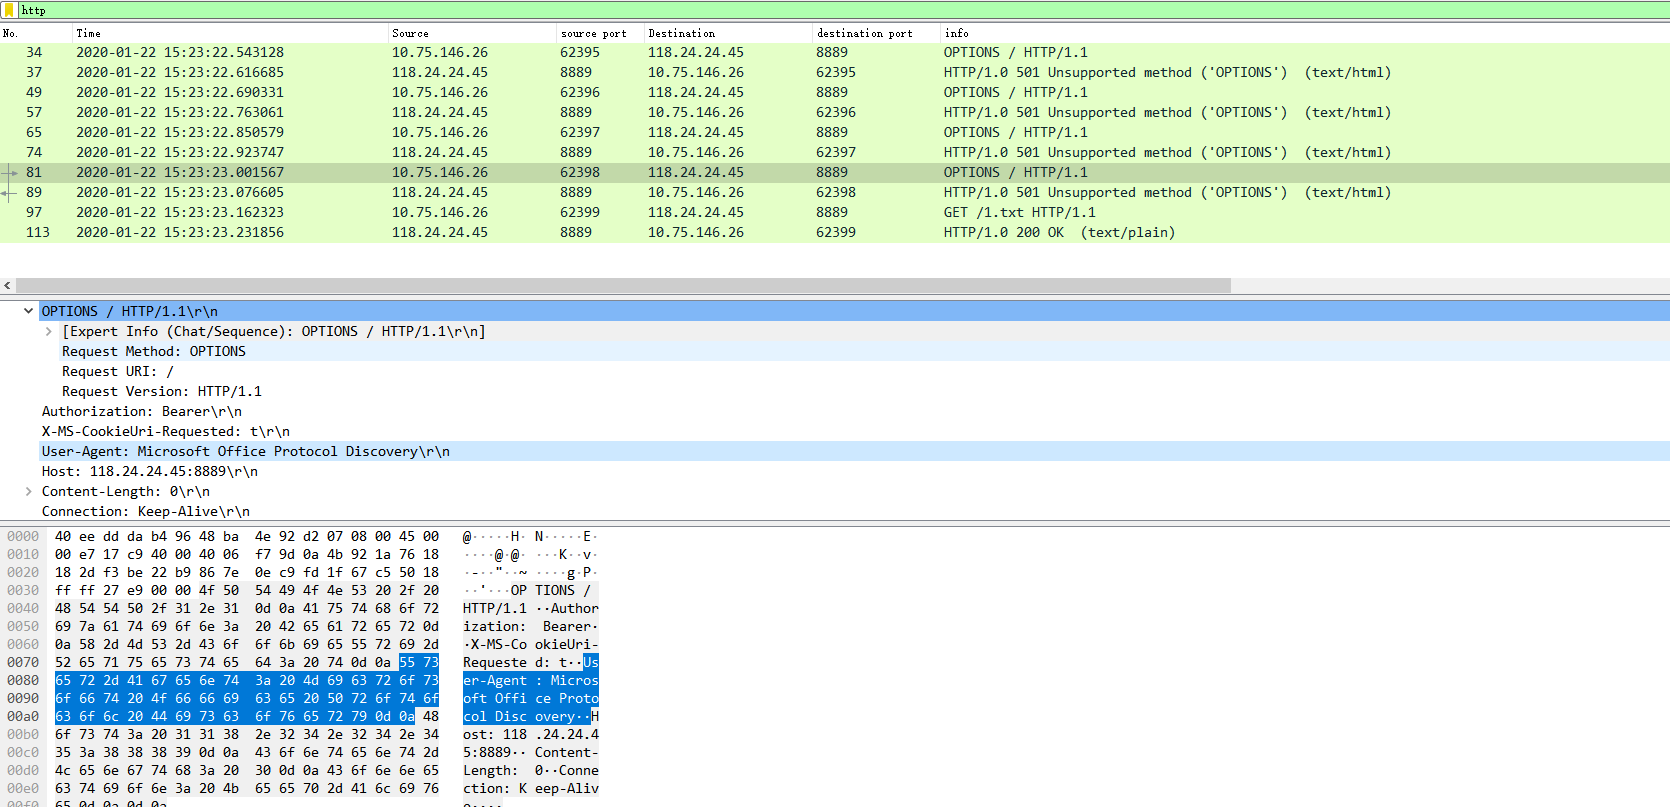 http
No. Time Source source port Destination destination port info
34 2020-01-22 15:23:22.543128 10.75.146.26 62395 118.24.24.45 8889 OPTIONS / HTTP/1.1
37 2020-01-22 15:23:22.616685 118.24.24.45 8889 10.75.146.26 62395 HTTP/1.0 501 Unsupported method ('OPTIONS')  (text/html)
49 2020-01-22 15:23:22.690331 10.75.146.26 62396 118.24.24.45 8889 OPTIONS / HTTP/1.1
57 2020-01-22 15:23:22.763061 118.24.24.45 8889 10.75.146.26 62396 HTTP/1.0 501 Unsupported method ('OPTIONS')  (text/html)
65 2020-01-22 15:23:22.850579 10.75.146.26 62397 118.24.24.45 8889 OPTIONS / HTTP/1.1
74 2020-01-22 15:23:22.923747 118.24.24.45 8889 10.75.146.26 62397 HTTP/1.0 501 Unsupported method ('OPTIONS')  (text/html)
81 2020-01-22 15:23:23.001567 10.75.146.26 62398 118.24.24.45 8889 OPTIONS / HTTP/1.1
89 2020-01-22 15:23:23.076605 118.24.24.45 8889 10.75.146.26 62398 HTTP/1.0 501 Unsupported method ('OPTIONS')  (text/html)
97 2020-01-22 15:23:23.162323 10.75.146.26 62399 118.24.24.45 8889 GET /1.txt HTTP/1.1
113 2020-01-22 15:23:23.231856 118.24.24.45 8889 10.75.146.26 62399 HTTP/1.0 200 OK  (text/plain)
OPTIONS / HTTP/1.1\r\n
[Expert Info (Chat/Sequence): OPTIONS / HTTP/1.1\r\n]
Request Method: OPTIONS
Request URI: /
Request Version: HTTP/1.1
Authorization: Bearer\r\n
X-MS-CookieUri-Requested: t\r\n
User-Agent: Microsoft Office Protocol Discovery\r\n
Host: 118.24.24.45:8889\r\n
Content-Length: 0\r\n
Connection: Keep-Alive\r\n
0000 40 ee dd da b4 96 48 ba 4e 92 d2 07 08 00 45 00 @·····H· N·····E·
0010 00 e7 17 c9 40 00 40 06 f7 9d 0a 4b 92 1a 76 18 ····@·@· ···K··v·
0020 18 2d f3 be 22 b9 86 7e 0e c9 fd 1f 67 c5 50 18 ·-··"··~ ····g·P·
0030 ff ff 27 e9 00 00 4f 50 54 49 4f 4e 53 20 2f 20 ··'···OP TIONS /
0040 48 54 54 50 2f 31 2e 31 0d 0a 41 75 74 68 6f 72 HTTP/1.1 ··Author
0050 69 7a 61 74 69 6f 6e 3a 20 42 65 61 72 65 72 0d ization: Bearer·
0060 0a 58 2d 4d 53 2d 43 6f 6f 6b 69 65 55 72 69 2d ·X-MS-Co okieUri-
0070 52 65 71 75 65 73 74 65 64 3a 20 74 0d 0a 55 73 Requeste d: t··Us
0080 65 72 2d 41 67 65 6e 74 3a 20 4d 69 63 72 6f 73 er-Agent : Micros
0090 6f 66 74 20 4f 66 66 69 63 65 20 50 72 6f 74 6f oft Offi ce Proto
00a0 63 6f 6c 20 44 69 73 63 6f 76 65 72 79 0d 0a 48 col Disc overy··H
00b0 6f 73 74 3a 20 31 31 38 2e 32 34 2e 32 34 2e 34 ost: 118 .24.24.4
00c0 35 3a 38 38 38 39 0d 0a 43 6f 6e 74 65 6e 74 2d 5:8889·· Content-
00d0 4c 65 6e 67 74 68 3a 20 30 0d 0a 43 6f 6e 6e 65 Length: 0··Conne
00e0 63 74 69 6f 6e 3a 20 4b 65 65 70 2d 41 6c 69 76 ction: K eep-Aliv
00f0 65 0d 0a 0d 0a e····